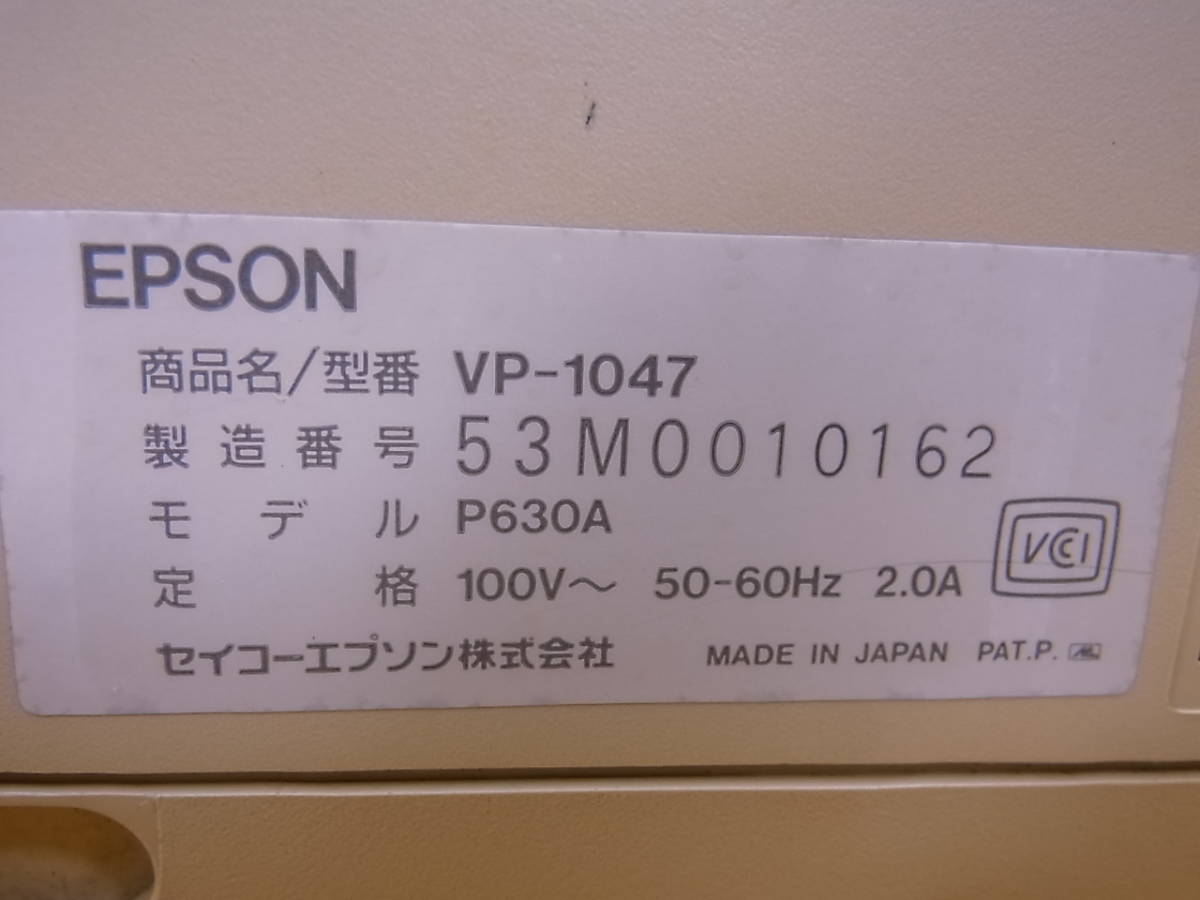 EPSON
商品名/型番 VP-1047
製造番号 53M0010162
モデル P630A
定格 100V～ 50-60Hz 2.0A
VCCI
セイコーエプソン株式会社 MADE IN JAPAN PAT.P.